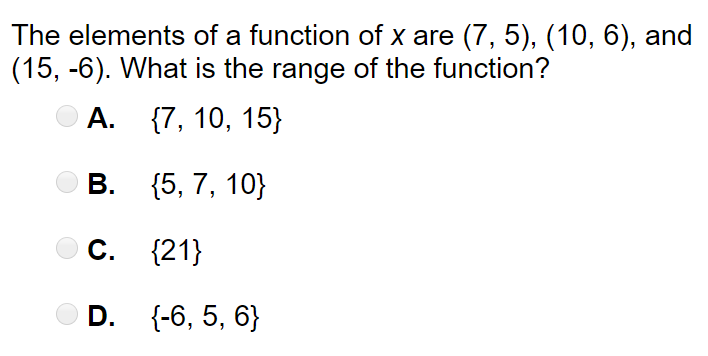 The elements of a function of x are (7, 5), (10, 6), and
(15, -6). What is the range of the function?
A. {7, 10, 15}
B. {5, 7, 10}
C. {21}
D. {-6, 5, 6}